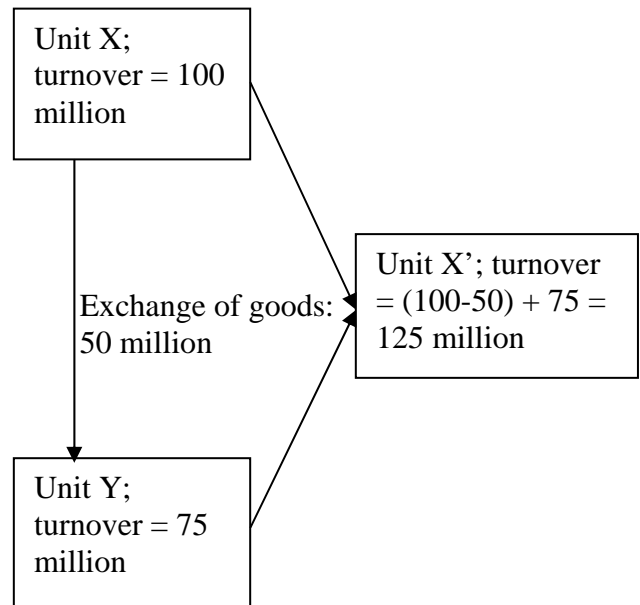 Unit X;
turnover = 100
million
Exchange of goods:
50 million
Unit X’; turnover
= (100-50) + 75 =
125 million
Unit Y;
turnover = 75
million